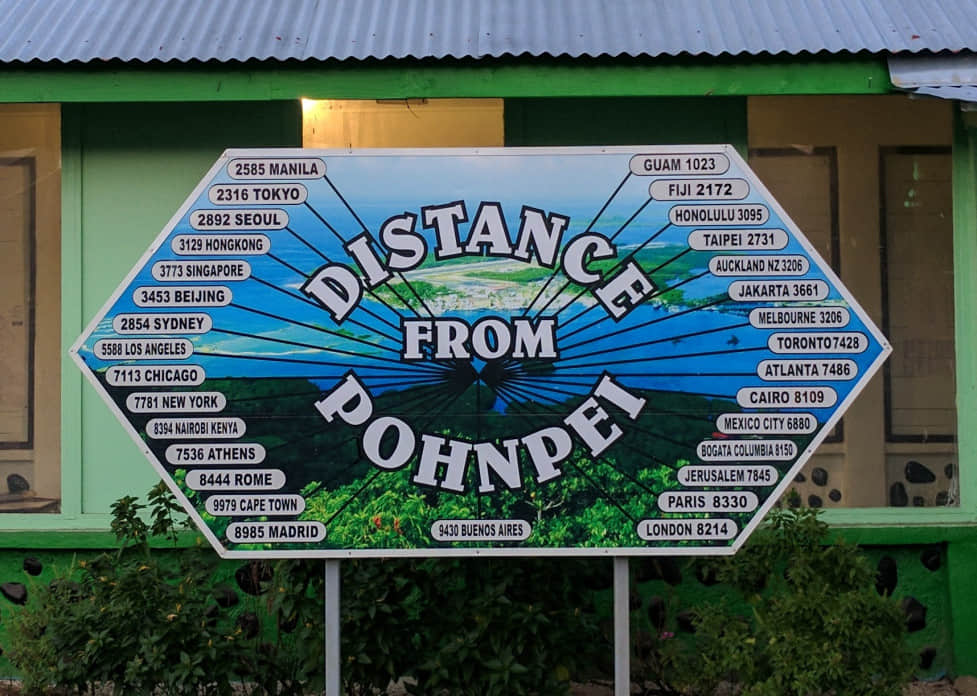 DISTANCE
FROM
POHNPEI
2585 MANILA
2316 TOKYO
2892 SEOUL
3129 HONGKONG
3773 SINGAPORE
3453 BEIJING
2854 SYDNEY
5588 LOS ANGELES
7113 CHICAGO
7781 NEW YORK
8394 NAIROBI KENYA
7536 ATHENS
8444 ROME
9979 CAPE TOWN
8985 MADRID
9430 BUENOS AIRES
GUAM 1023
FIJI 2172
HONOLULU 3095
TAIPEI 2731
AUCKLAND NZ 3206
JAKARTA 3661
MELBOURNE 3206
TORONTO 7428
ATLANTA 7486
CAIRO 8109
MEXICO CITY 6880
BOGATA COLUMBIA 8150
JERUSALEM 7845
PARIS 8330
LONDON 8214